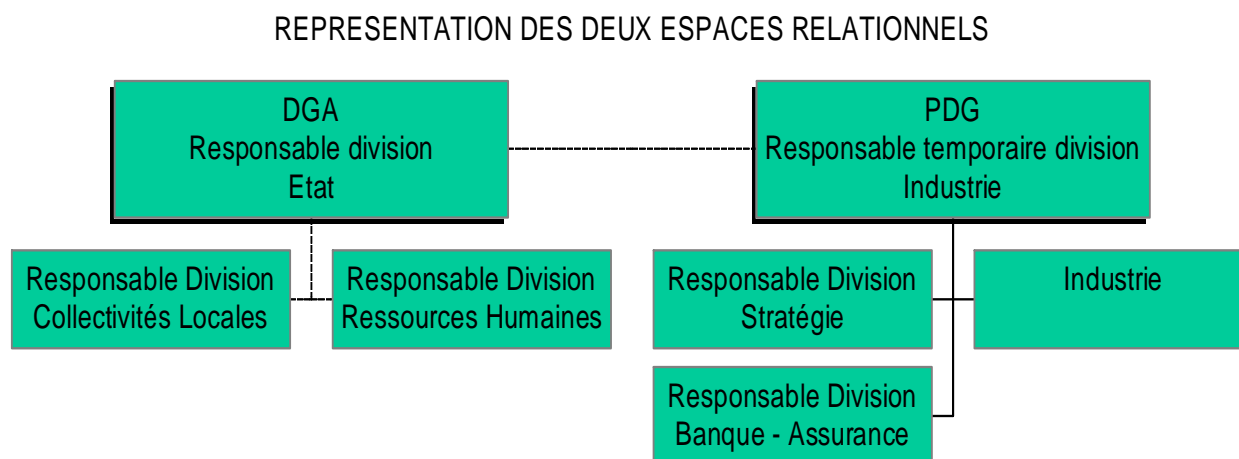 REPRESENTATION DES DEUX ESPACES RELATIONNELS
DGA
Responsable division
Etat
PDG
Responsable temporaire division
Industrie
Responsable Division
Collectivités Locales
Responsable Division
Ressources Humaines
Responsable Division
Stratégie
Industrie
Responsable Division
Banque - Assurance